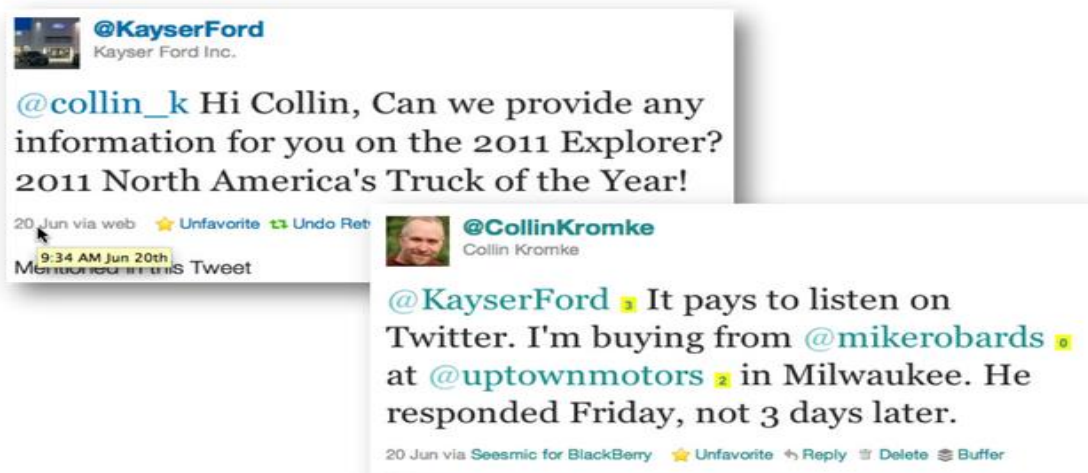 @KayserFord
Kayser Ford Inc.
@collin_k Hi Collin, Can we provide any
information for you on the 2011 Explorer?
2011 North America's Truck of the Year!
20 Jun via web Unfavorite Undo Ret
9:34 AM Jun 20th
Mentioned in this Tweet
@CollinKromke
Collin Kromke
@KayserFord 3 It pays to listen on
Twitter. I'm buying from @mikerobards 0
at @uptownmotors 2 in Milwaukee. He
responded Friday, not 3 days later.
20 Jun via Seesmic for BlackBerry Unfavorite Reply Delete Buffer